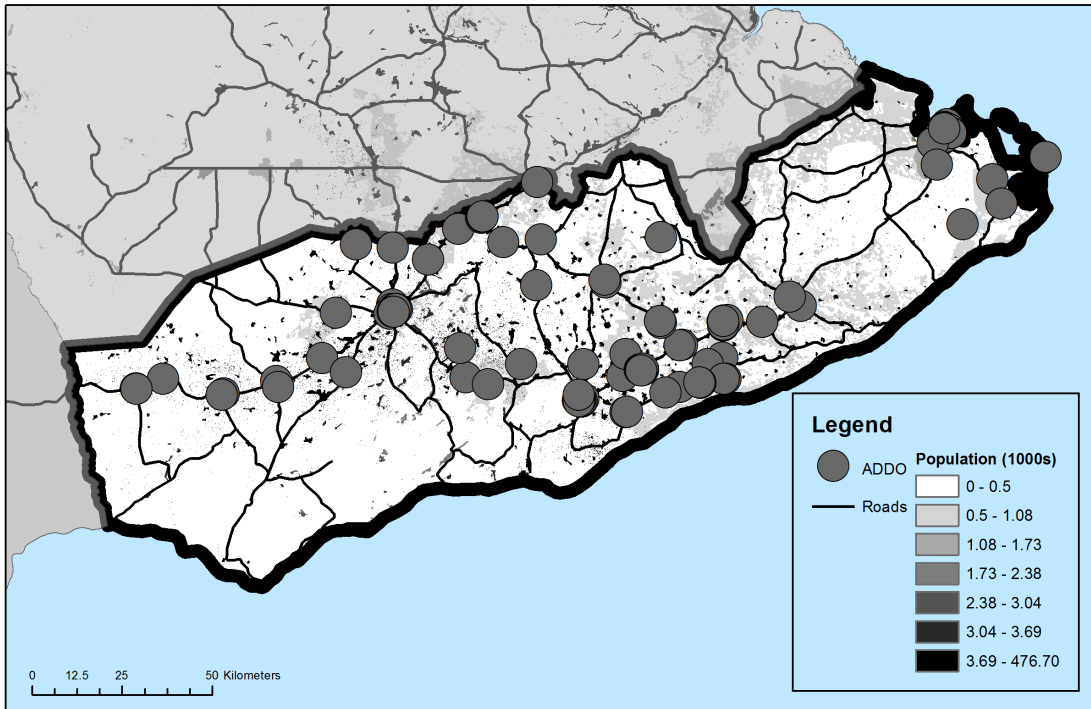 Legend
ADDO
Roads
Population (1000s)
0 - 0.5
0.5 - 1.08
1.08 - 1.73
1.73 - 2.38
2.38 - 3.04
3.04 - 3.69
3.69 - 476.70
0 12.5 25 50 Kilometers